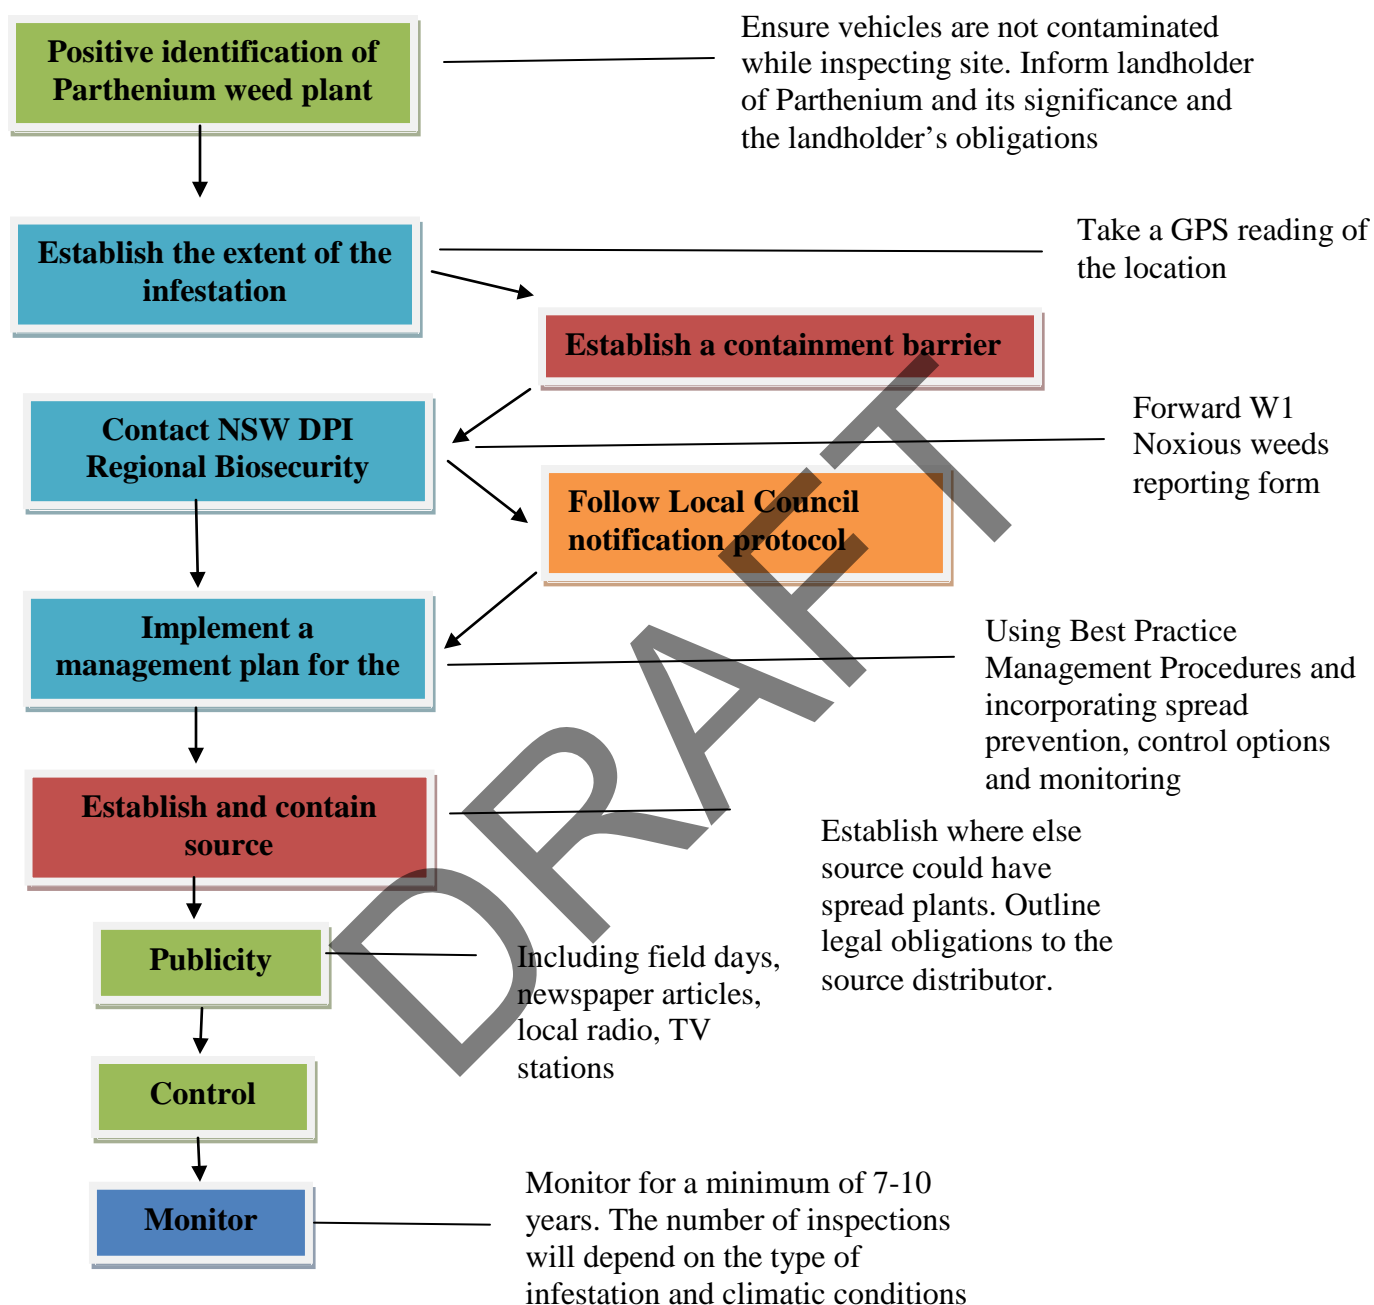 Positive identification of
Parthenium weed plant
Ensure vehicles are not contaminated
while inspecting site. Inform landholder
of Parthenium and its significance and
the landholder’s obligations
Establish the extent of the
infestation
Take a GPS reading of
the location
Establish a containment barrier
Contact NSW DPI
Regional Biosecurity
Forward W1
Noxious weeds
reporting form
Follow Local Council
notification protocol
Implement a
management plan for the
Using Best Practice
Management Procedures and
incorporating spread
prevention, control options
and monitoring
Establish and contain
source
Establish where else
source could have
spread plants. Outline
legal obligations to the
source distributor.
Publicity
Including field days,
newspaper articles,
local radio, TV
stations
Control
Monitor
Monitor for a minimum of 7-10
years. The number of inspections
will depend on the type of
infestation and climatic conditions
DRAFT